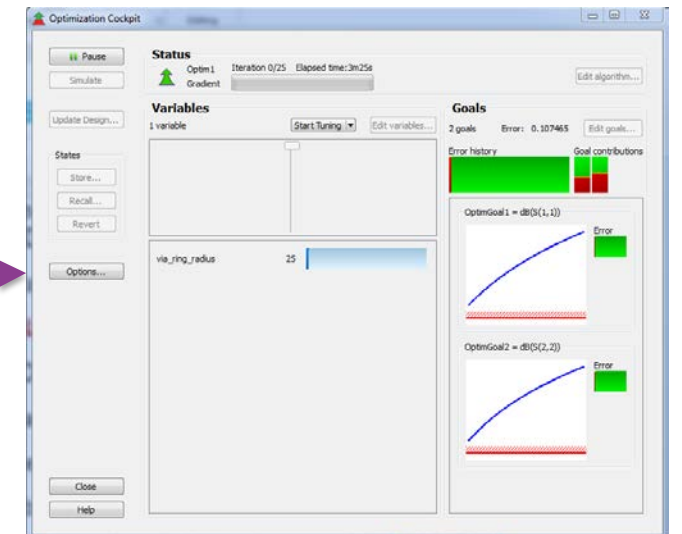 Optimization Cockpit
Pause
Simulate
Update Design...
States
Store...
Recall...
Revert
Options...
Close
Help
Status
Optim1 Iteration 0/25 Elapsed time:3m25s
Gradient
Edit algorithm...
Variables
1 variable
Start Tuning
Edit variables...
via_ring_radius 25
Goals
2 goals Error: 0.107465
Edit goals...
Error history Goal contributions
OptimGoal1 = dB(S(1,1))
Error
OptimGoal2 = dB(S(2,2))
Error